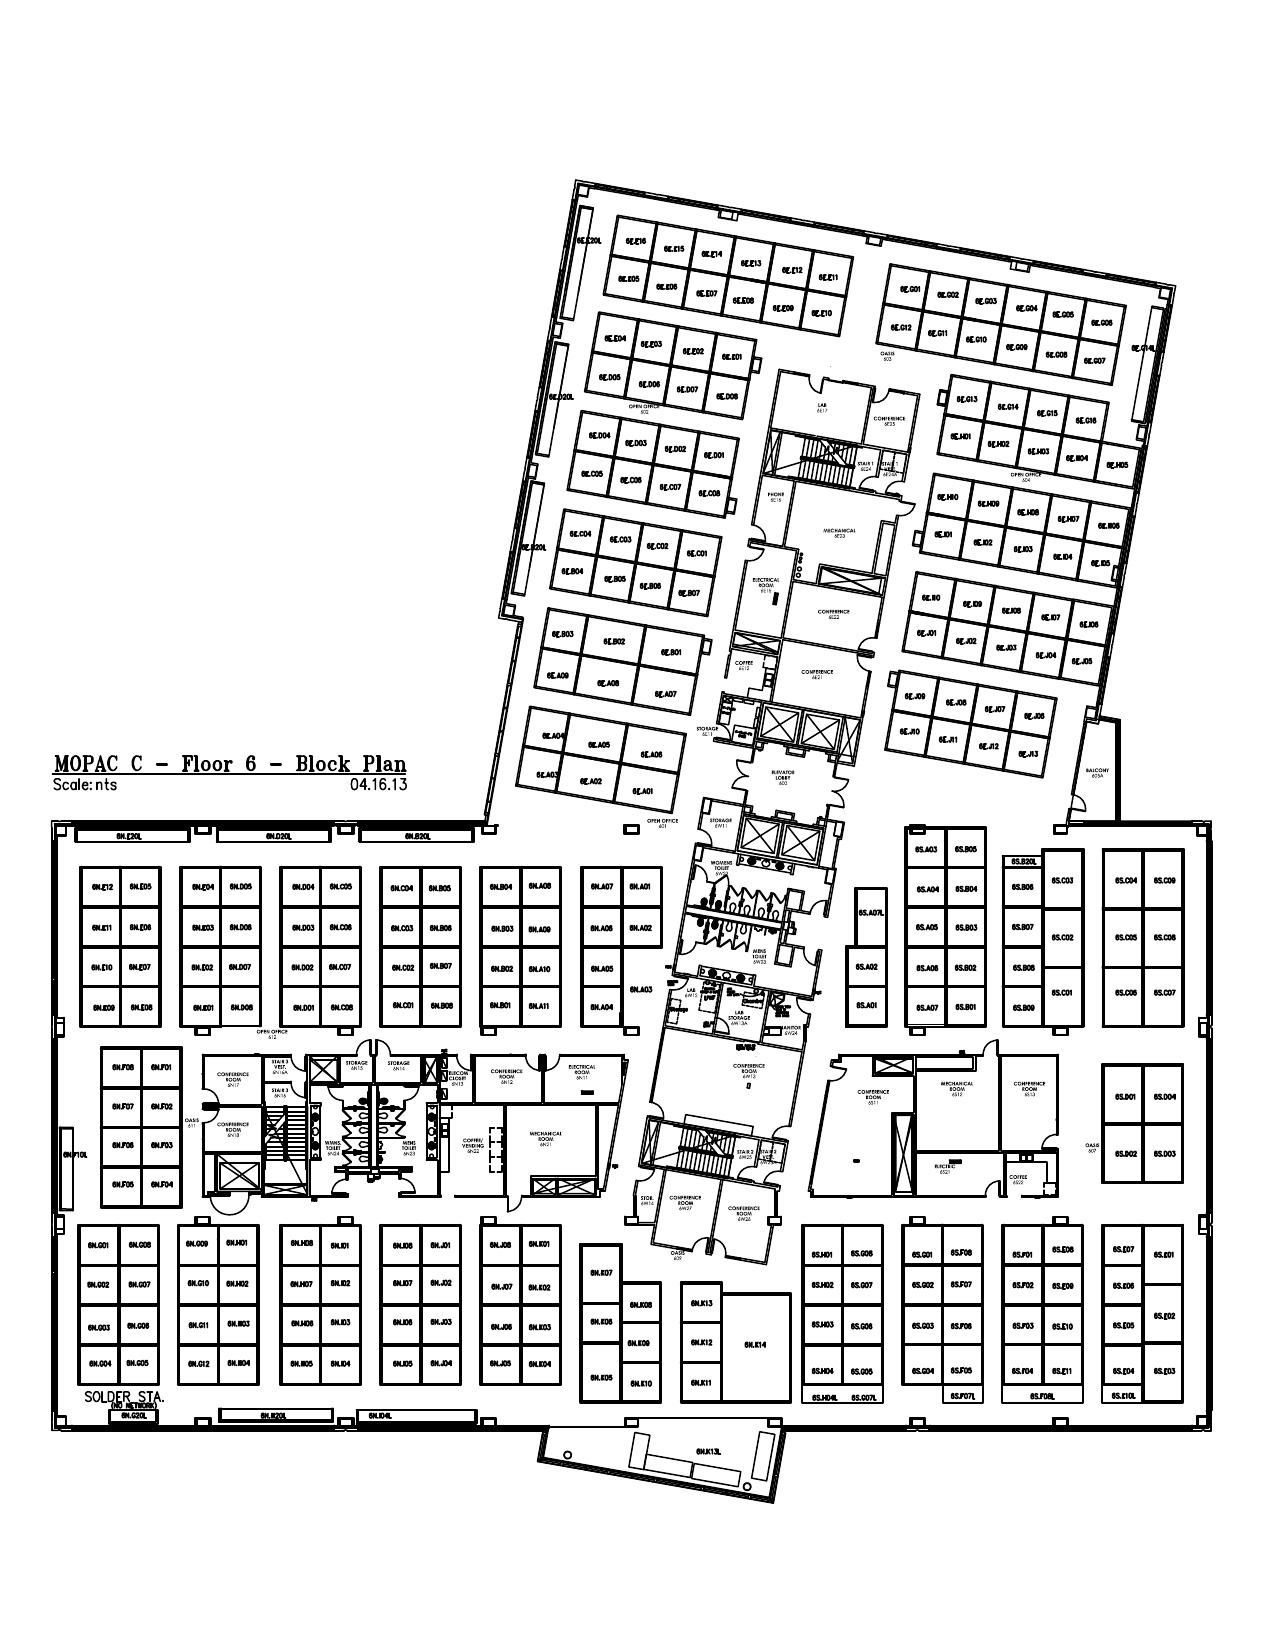 6E.E20L
6E.E16
6E.E15
6E.E14
6E.E13
6E.E12
6E.E11
6E.E05
6E.E06
6E.E07
6E.E08
6E.E09
6E.E10
6E.G01
6E.G02
6E.G03
6E.G04
6E.G05
6E.G06
6E.G12
6E.G11
6E.G10
6E.G09
6E.G08
6E.G07
6E.G14L
OASIS
603
6E.E04
6E.E03
6E.E02
6E.E01
6E.D05
6E.D06
6E.D07
6E.D08
6E.D20L
OPEN OFFICE
602
LAB
6E17
CONFERENCE
6E25
6E.G13
6E.G14
6E.G15
6E.G16
6E.H01
6E.H02
6E.H03
6E.H04
6E.H05
OPEN OFFICE
604
6E.D04
6E.D03
6E.D02
6E.D01
6E.C05
6E.C06
6E.C07
6E.C08
STAIR 1
6E24
STAIR 1
VEST.
6E24A
PHONE
6E16
MECHANICAL
6E23
6E.H10
6E.H09
6E.H08
6E.H07
6E.H06
6E.I01
6E.I02
6E.I03
6E.I04
6E.I05
6E.B20L
6E.C04
6E.C03
6E.C02
6E.C01
6E.B04
6E.B05
6E.B06
6E.B07
ELECTRICAL
ROOM
6E15
CONFERENCE
6E22
6E.I10
6E.I09
6E.I08
6E.I07
6E.I06
6E.J01
6E.J02
6E.J03
6E.J04
6E.J05
6E.B03
6E.B02
6E.B01
6E.A09
6E.A08
6E.A07
COFFEE
6E12
CONFERENCE
6E21
6E.J09
6E.J08
6E.J07
6E.J06
6E.J10
6E.J11
6E.J12
6E.J13
STORAGE
6E11
6E.A04
6E.A05
6E.A06
6E.A03
6E.A02
6E.A01
ELEVATOR
LOBBY
600
BALCONY
605A
MOPAC C - Floor 6 - Block Plan
Scale: nts
04.16.13
OPEN OFFICE
601
STORAGE
6W11
6N.E20L
6N.D20L
6N.B20L
WOMENS
TOILET
6W22
MENS
TOILET
6W23
6N.E12
6N.E05
6N.E04
6N.D05
6N.D04
6N.C05
6N.C04
6N.B05
6N.B04
6N.A08
6N.A07
6N.A01
6N.E11
6N.E06
6N.E03
6N.D06
6N.D03
6N.C06
6N.C03
6N.B06
6N.B03
6N.A09
6N.A06
6N.A02
6N.E10
6N.E07
6N.E02
6N.D07
6N.D02
6N.C07
6N.C02
6N.B07
6N.B02
6N.A10
6N.A05
6N.A03
6N.E09
6N.E08
6N.E01
6N.D08
6N.D01
6N.C08
6N.C01
6N.B08
6N.B01
6N.A11
6N.A04
6S.A03
6S.B05
6S.B20L
6S.A04
6S.B04
6S.B06
6S.C03
6S.C04
6S.C09
6S.A07L
6S.A05
6S.B03
6S.B07
6S.C02
6S.C05
6S.C08
6S.A02
6S.A06
6S.B02
6S.B08
6S.A01
6S.A07
6S.B01
6S.B09
6S.C01
6S.C06
6S.C07
LAB
6W15
LAB
STORAGE
6W13A
JANITOR
6W24
OPEN OFFICE
612
6N.F08
6N.F01
6N.F07
6N.F02
6N.F06
6N.F03
6N.F05
6N.F04
6N.F10L
OASIS
611
CONFERENCE
ROOM
6N17
CONFERENCE
ROOM
6N18
STAIR 3
VEST.
6N16A
STAIR 3
6N16
STORAGE
6N15
STORAGE
6N14
TELECOM
CLOSET
6N13
CONFERENCE
ROOM
6N12
ELECTRICAL
ROOM
6N11
WMNS.
TOILET
6N24
MENS
TOILET
6N23
COFFEE/
VENDING
6N22
MECHANICAL
ROOM
6N21
CONFERENCE
ROOM
6W12
STAIR 2
6W25
STAIR 2
VEST.
STOR.
6W14
CONFERENCE
ROOM
6W27
CONFERENCE
ROOM
6W26
OASIS
609
CONFERENCE
ROOM
6S11
MECHANICAL
ROOM
6S12
CONFERENCE
ROOM
6S13
ELECTRIC
6S21
COFFEE
6S22
OASIS
607
6S.D01
6S.D04
6S.D02
6S.D03
6N.G01
6N.G08
6N.G09
6N.H01
6N.H08
6N.I01
6N.I08
6N.J01
6N.J08
6N.K01
6N.G02
6N.G07
6N.G10
6N.H02
6N.H07
6N.I02
6N.I07
6N.J02
6N.J07
6N.K02
6N.G03
6N.G06
6N.G11
6N.H03
6N.H06
6N.I03
6N.I06
6N.J03
6N.J06
6N.K03
6N.G04
6N.G05
6N.G12
6N.H04
6N.H05
6N.I04
6N.I05
6N.J04
6N.J05
6N.K04
6N.K07
6N.K08
6N.K06
6N.K09
6N.K05
6N.K10
6N.K13
6N.K12
6N.K11
6N.K14
6S.H01
6S.G08
6S.G01
6S.F08
6S.F01
6S.E08
6S.E07
6S.E01
6S.H02
6S.G07
6S.G02
6S.F07
6S.F02
6S.E09
6S.E06
6S.E02
6S.H03
6S.G06
6S.G03
6S.F06
6S.F03
6S.E10
6S.E05
6S.H04
6S.G05
6S.G04
6S.F05
6S.F04
6S.E11
6S.E04
6S.E03
6S.H04L
6S.G07L
6S.F07L
6S.F08L
6S.E10L
SOLDER STA.
(NO NETWORK)
6N.G20L
6N.H20L
6N.I04L
6N.K13L